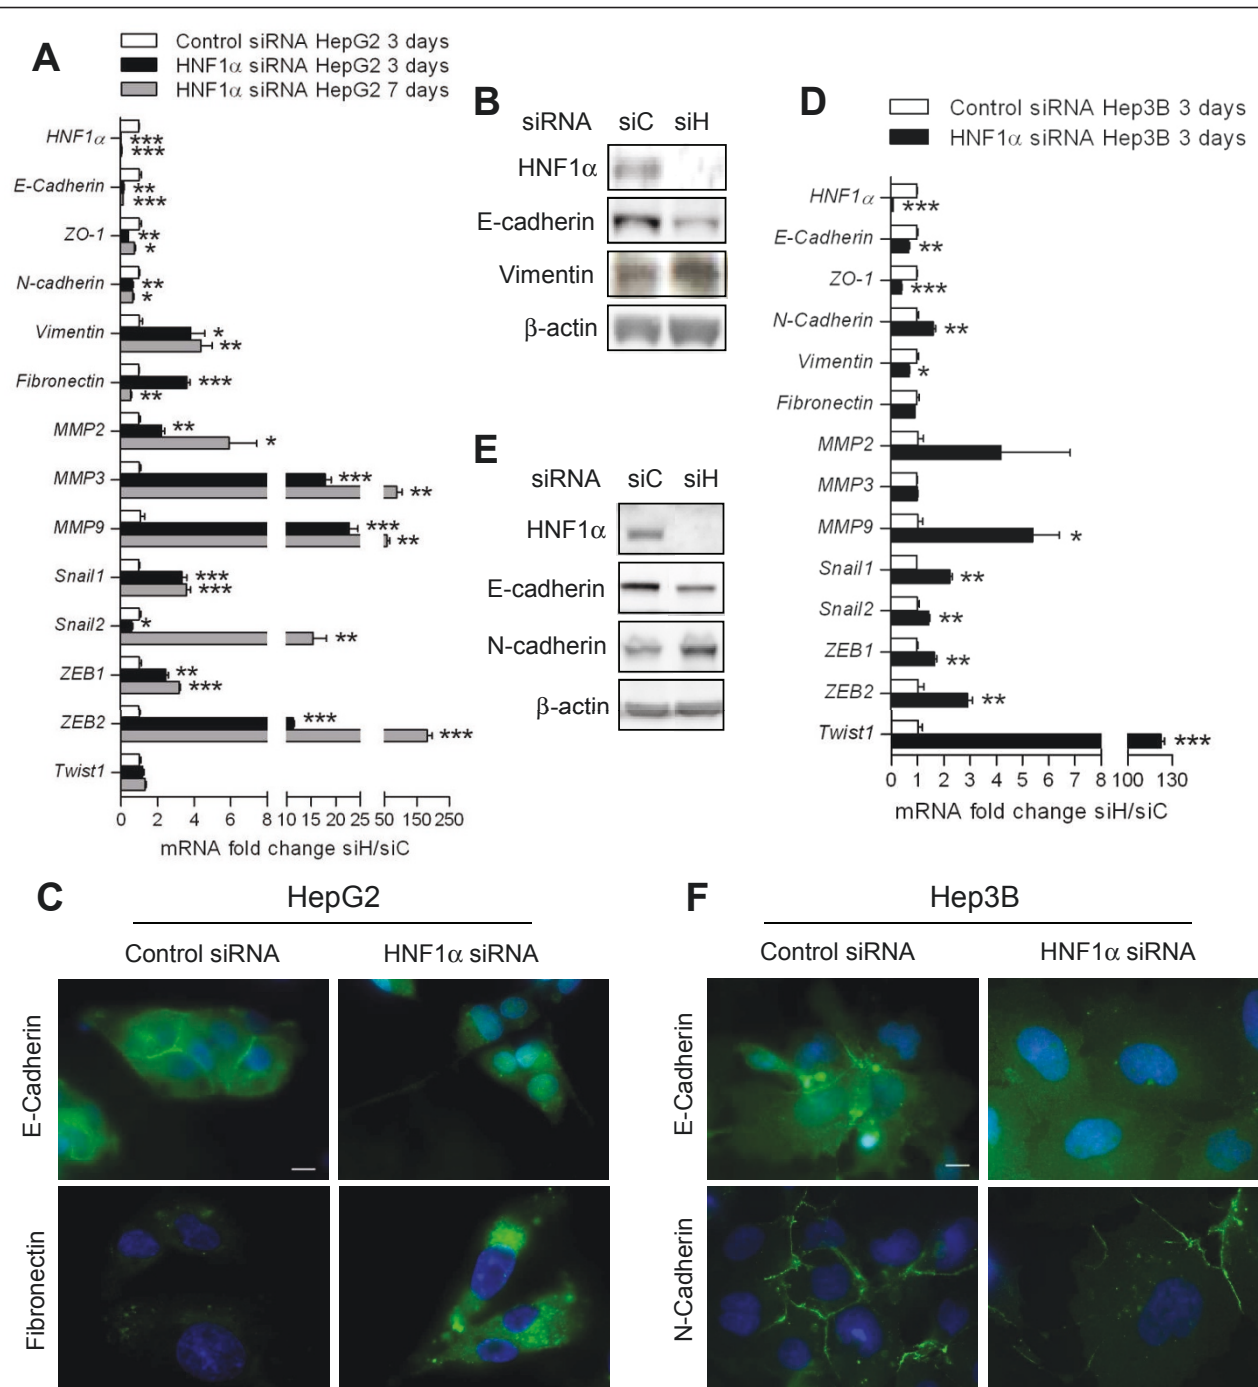 A
Control siRNA HepG2 3 days
HNF1α siRNA HepG2 3 days
HNF1α siRNA HepG2 7 days
HNF1α
***
***
E-Cadherin
**
***
ZO-1
**
*
N-cadherin
**
*
Vimentin
*
**
Fibronectin
***
**
MMP2
**
*
MMP3
***
**
MMP9
***
**
Snail1
***
***
Snail2
*
**
ZEB1
**
***
ZEB2
***
***
Twist1
0 2 4 6 8 10 15 20 25 50 150 250
mRNA fold change siH/siC
B
siRNA siC siH
HNF1α
E-cadherin
Vimentin
β-actin
E
siRNA siC siH
HNF1α
E-cadherin
N-cadherin
β-actin
D
Control siRNA Hep3B 3 days
HNF1α siRNA Hep3B 3 days
HNF1α
***
E-Cadherin
**
ZO-1
***
N-Cadherin
**
Vimentin
*
Fibronectin
MMP2
MMP3
MMP9
*
Snail1
**
Snail2
**
ZEB1
**
ZEB2
**
Twist1
***
0 1 2 3 4 5 6 7 8 100 130
mRNA fold change siH/siC
C
HepG2
Control siRNA HNF1α siRNA
E-Cadherin
Fibronectin
F
Hep3B
Control siRNA HNF1α siRNA
E-Cadherin
N-Cadherin